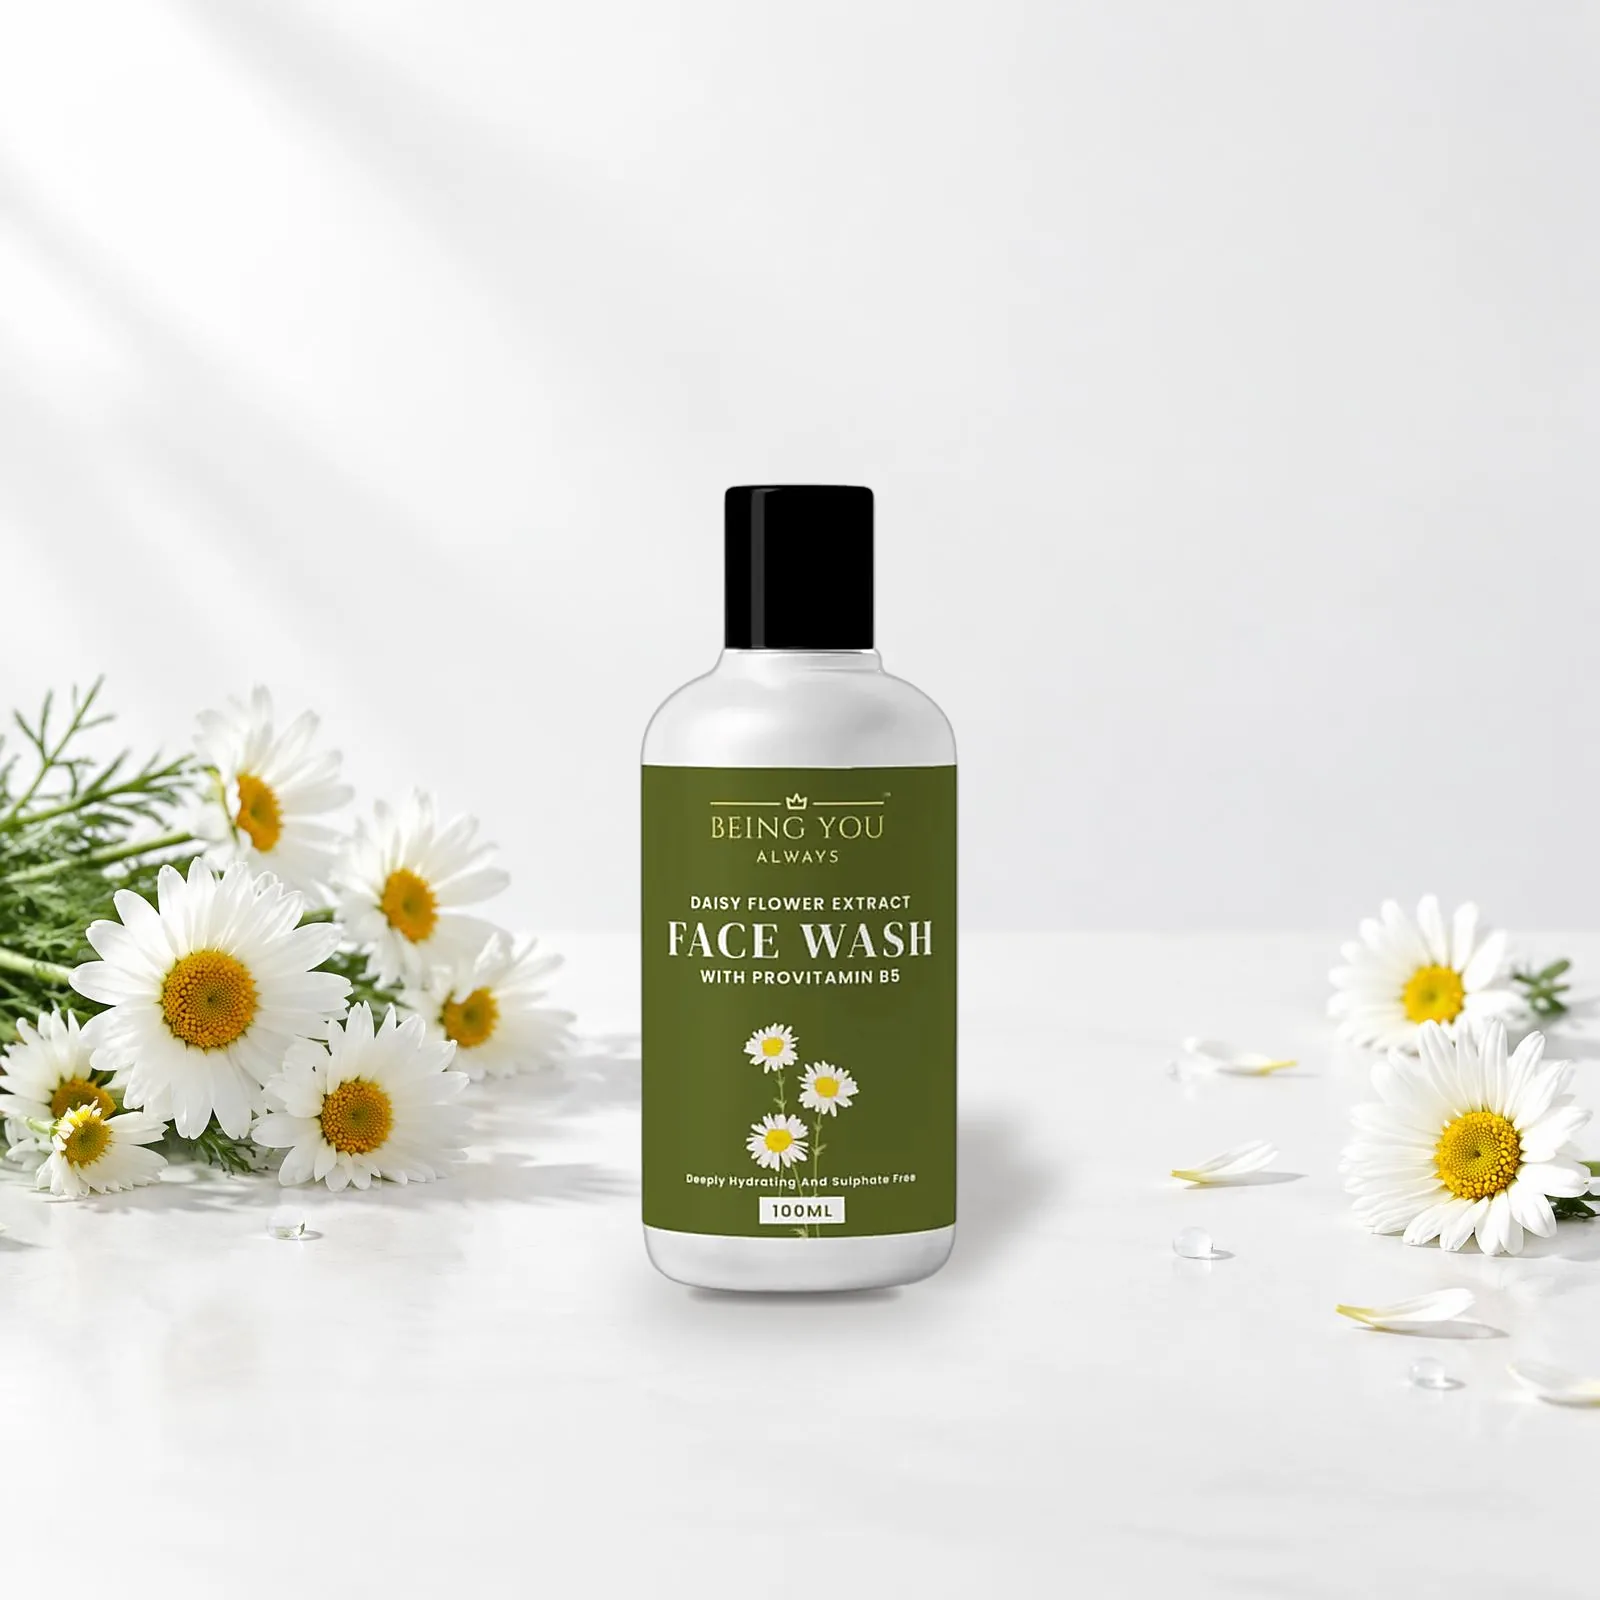 BEING YOU
ALWAYS
DAISY FLOWER EXTRACT
FACE WASH
WITH PROVITAMIN B5
Deeply Hydrating And Sulphate Free
100ML